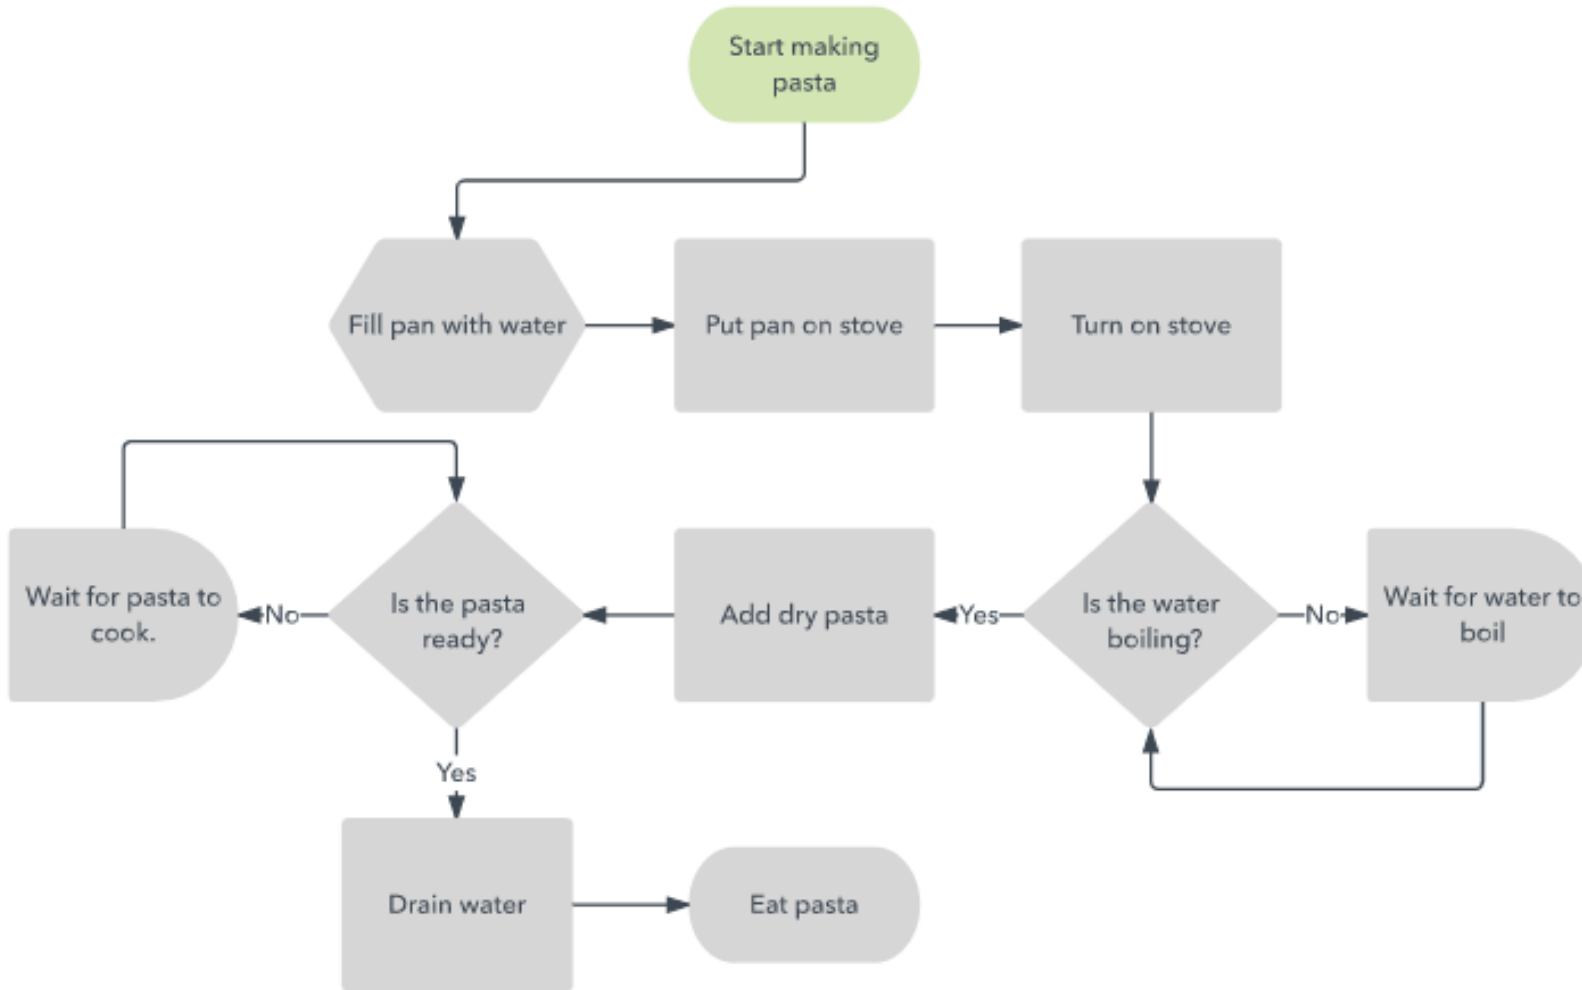 Start making
pasta
Fill pan with water
Put pan on stove
Turn on stove
Wait for pasta to
cook.
No
Is the pasta
ready?
Add dry pasta
Yes
Is the water
boiling?
No
Wait for water to
boil
Yes
Drain water
Eat pasta